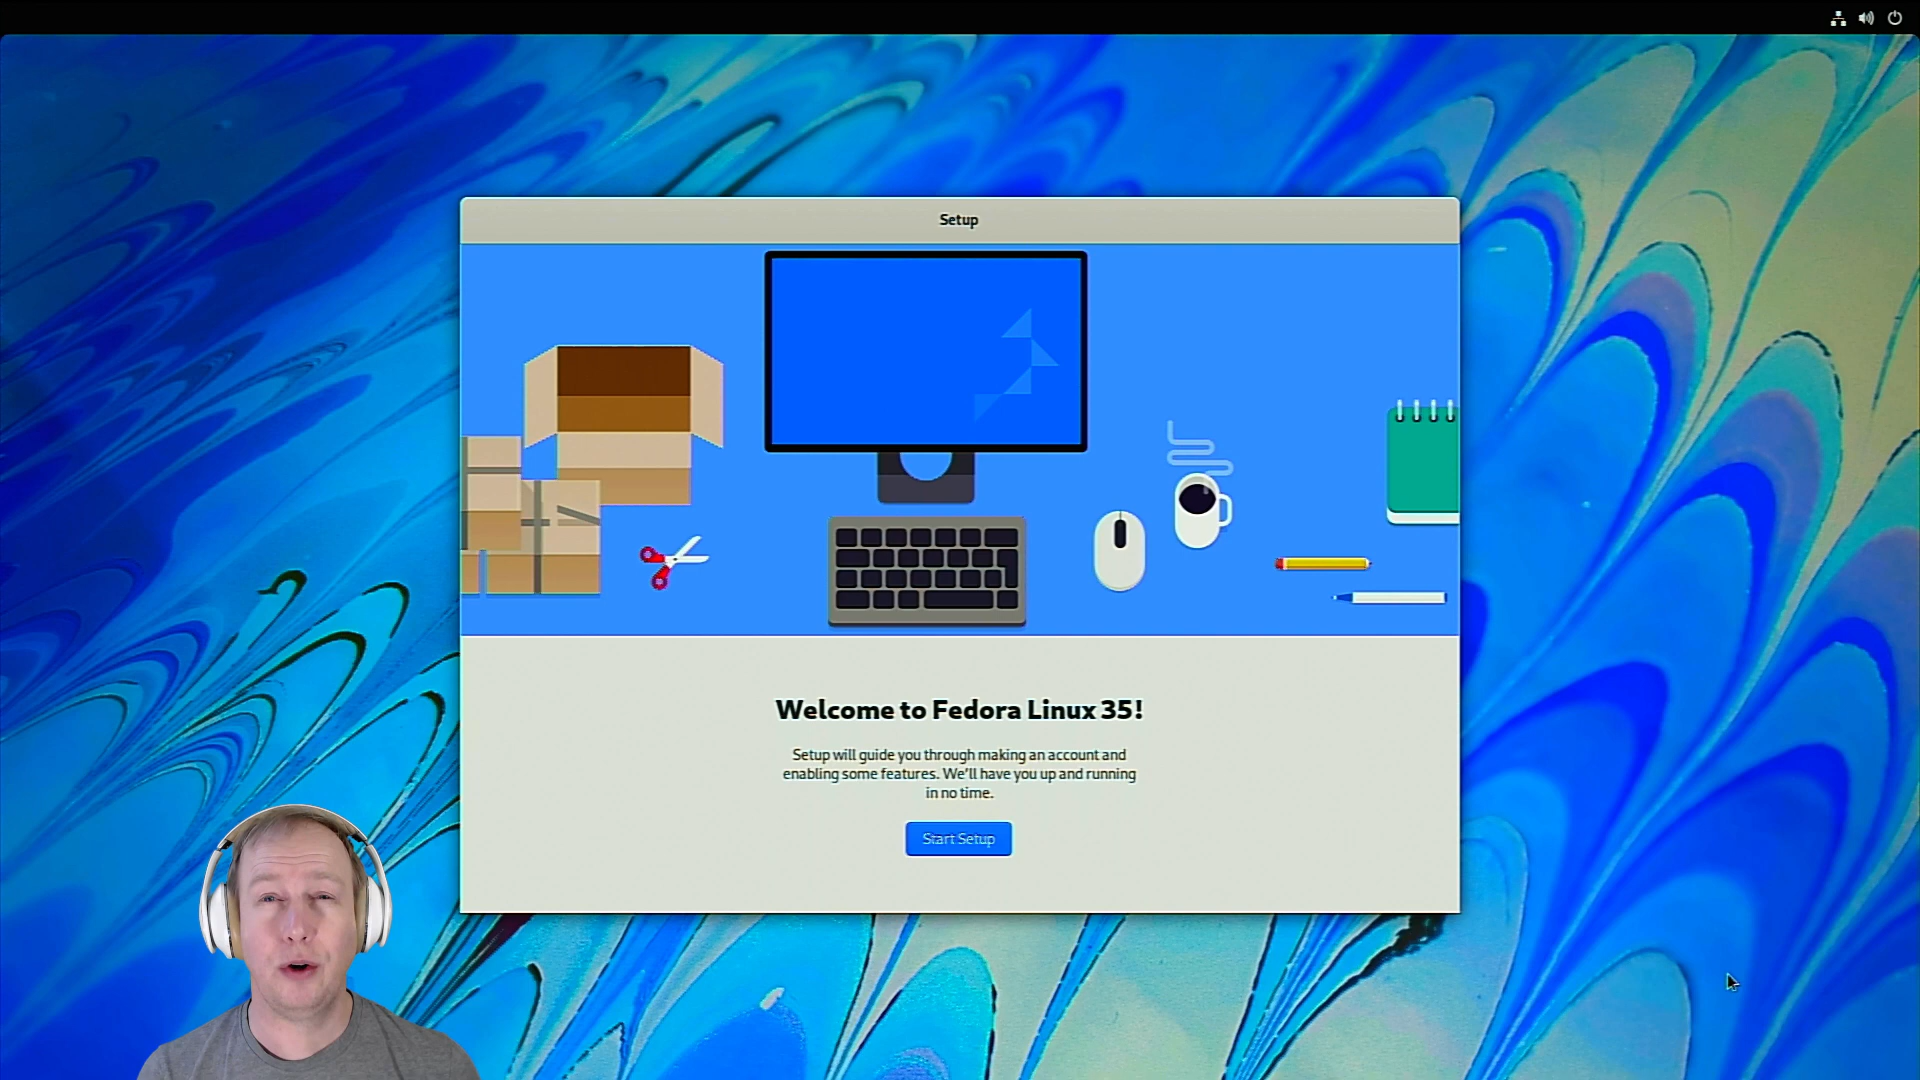 Setup
Welcome to Fedora Linux 35!
Setup will guide you through making an account and
enabling some features. We'll have you up and running
in no time.
Start Setup